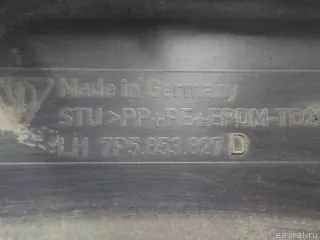 Made in Germany
STU >PP+PE+EPDM-TD2
LH 7P5.853.827 D
eaural.ru